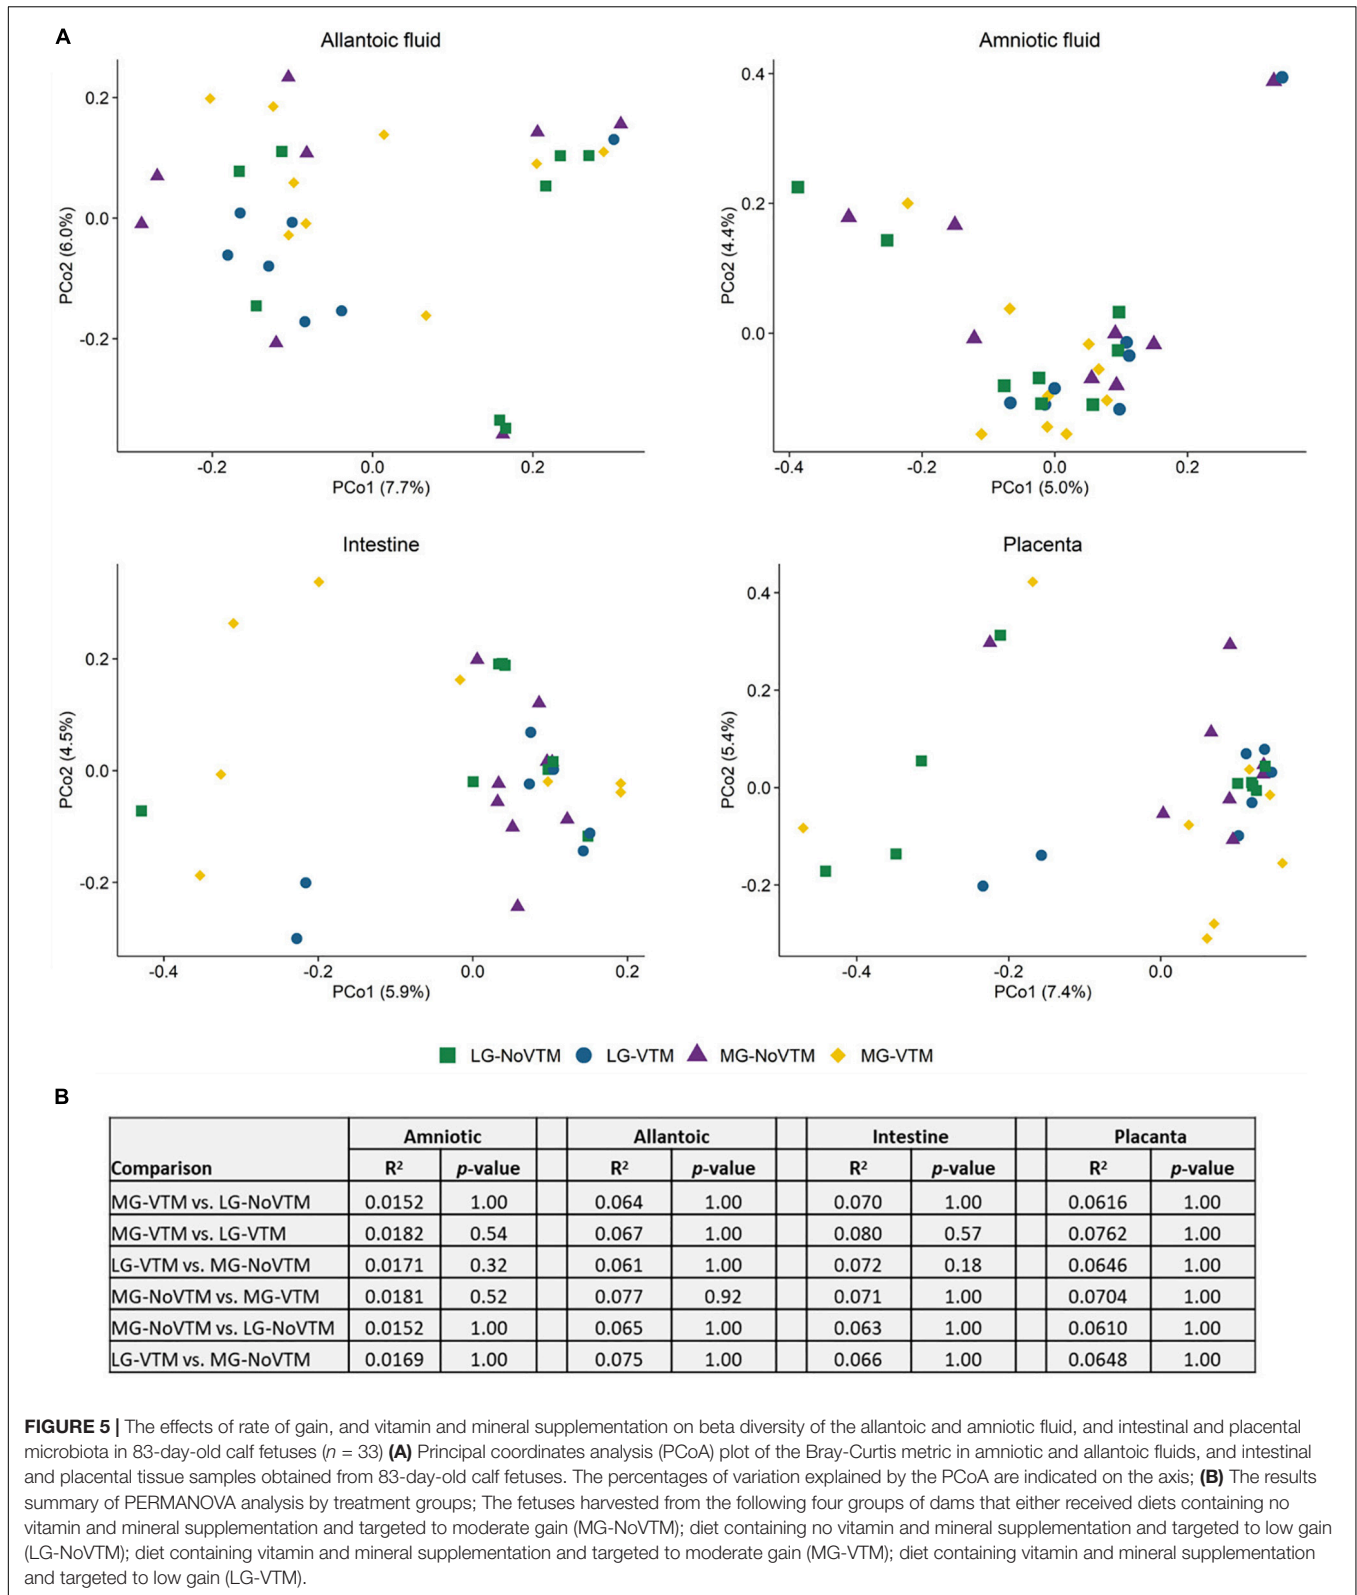 A
Allantoic fluid
PCo2 (6.0%)
0.2
0.0
-0.2
-0.2
0.0
0.2
PCo1 (7.7%)
Amniotic fluid
PCo2 (4.4%)
0.4
0.2
0.0
-0.4
-0.2
0.0
0.2
PCo1 (5.0%)
Intestine
PCo2 (4.5%)
0.2
0.0
-0.2
-0.4
-0.2
0.0
0.2
PCo1 (5.9%)
Placenta
PCo2 (5.4%)
0.4
0.2
0.0
-0.2
-0.4
-0.2
0.0
PCo1 (7.4%)
LG-NoVTM LG-VTM MG-NoVTM MG-VTM
B
Amniotic Allantoic Intestine Placanta
Comparison R² p-value R² p-value R² p-value R² p-value
MG-VTM vs. LG-NoVTM 0.0152 1.00 0.064 1.00 0.070 1.00 0.0616 1.00
MG-VTM vs. LG-VTM 0.0182 0.54 0.067 1.00 0.080 0.57 0.0762 1.00
LG-VTM vs. MG-NoVTM 0.0171 0.32 0.061 1.00 0.072 0.18 0.0646 1.00
MG-NoVTM vs. MG-VTM 0.0181 0.52 0.077 0.92 0.071 1.00 0.0704 1.00
MG-NoVTM vs. LG-NoVTM 0.0152 1.00 0.065 1.00 0.063 1.00 0.0610 1.00
LG-VTM vs. MG-NoVTM 0.0169 1.00 0.075 1.00 0.066 1.00 0.0648 1.00
FIGURE 5 | The effects of rate of gain, and vitamin and mineral supplementation on beta diversity of the allantoic and amniotic fluid, and intestinal and placental
microbiota in 83-day-old calf fetuses (n = 33) (A) Principal coordinates analysis (PCoA) plot of the Bray-Curtis metric in amniotic and allantoic fluids, and intestinal
and placental tissue samples obtained from 83-day-old calf fetuses. The percentages of variation explained by the PCoA are indicated on the axis; (B) The results
summary of PERMANOVA analysis by treatment groups; The fetuses harvested from the following four groups of dams that either received diets containing no
vitamin and mineral supplementation and targeted to moderate gain (MG-NoVTM); diet containing no vitamin and mineral supplementation and targeted to low gain
(LG-NoVTM); diet containing vitamin and mineral supplementation and targeted to moderate gain (MG-VTM); diet containing vitamin and mineral supplementation
and targeted to low gain (LG-VTM).